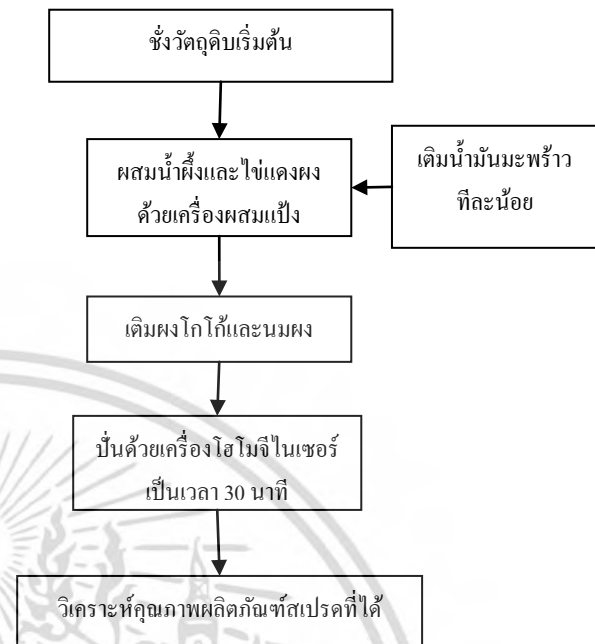 ชั่งวัตถุดิบเริ่มต้น
ผสมน้ำผึ้งและไข่แดงผง
ด้วยเครื่องผสมแป้ง
เติมน้ำมันมะพร้าว
ทีละน้อย
เติมผงโกโก้และนมผง
ปั่นด้วยเครื่องโฮโมจีไนเซอร์
เป็นเวลา 30 นาที
วิเคราะห์คุณภาพผลิตภัณฑ์สเปรดที่ได้